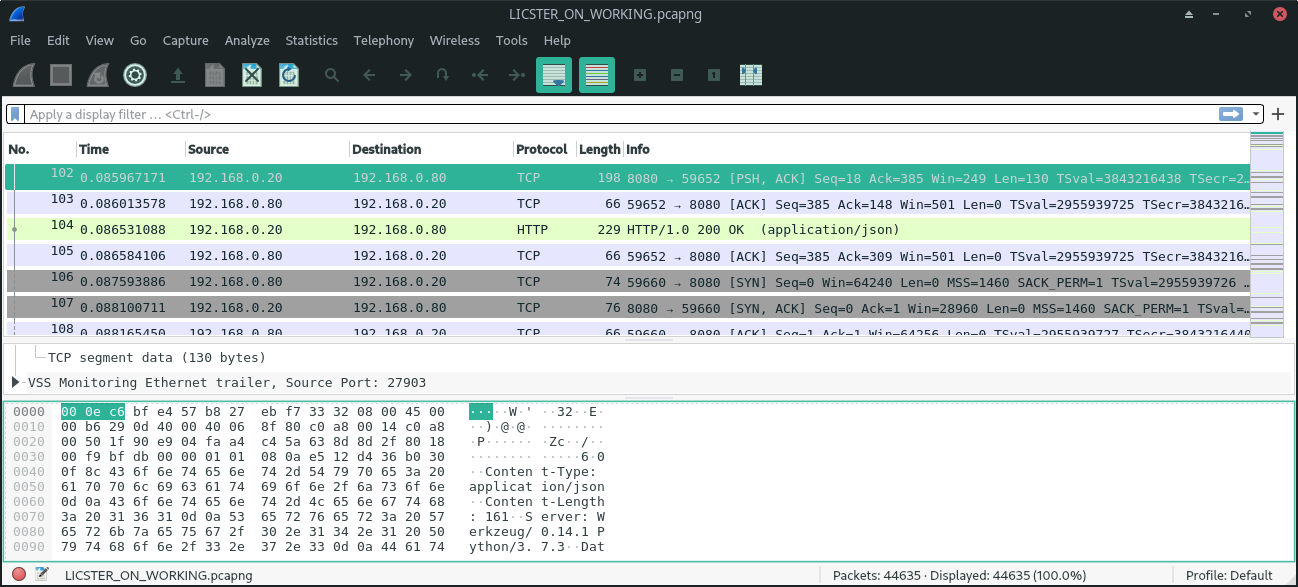 LICSTER_ON_WORKING.pcapng
File Edit View Go Capture Analyze Statistics Telephony Wireless Tools Help
Apply a display filter … <Ctrl-/>
No. Time Source Destination Protocol Length Info
102 0.085967171 192.168.0.20 192.168.0.80 TCP 198 8080 → 59652 [PSH, ACK] Seq=18 Ack=385 Win=249 Len=130 TSval=3843216438 TSecr=2…
103 0.086013578 192.168.0.80 192.168.0.20 TCP 66 59652 → 8080 [ACK] Seq=385 Ack=148 Win=501 Len=0 TSval=2955939725 TSecr=3843216…
104 0.086531088 192.168.0.20 192.168.0.80 HTTP 229 HTTP/1.0 200 OK (application/json)
105 0.086584106 192.168.0.80 192.168.0.20 TCP 66 59652 → 8080 [ACK] Seq=385 Ack=309 Win=501 Len=0 TSval=2955939725 TSecr=3843216…
106 0.087593886 192.168.0.80 192.168.0.20 TCP 74 59660 → 8080 [SYN] Seq=0 Win=64240 Len=0 MSS=1460 SACK_PERM=1 TSval=2955939726 …
107 0.088100711 192.168.0.20 192.168.0.80 TCP 76 8080 → 59660 [SYN, ACK] Seq=0 Ack=1 Win=28960 Len=0 MSS=1460 SACK_PERM=1 TSval=…
108 0.088165450 192.168.0.80 192.168.0.20 TCP 66 59660 → 8080 [ACK] Seq=1 Ack=1 Win=64256 Len=0 TSval=2955939727 TSecr=3843216440
TCP segment data (130 bytes)
VSS Monitoring Ethernet trailer, Source Port: 27903
0000 00 0e c6 bf e4 57 b8 27 eb f7 33 32 08 00 45 00 ·····W·' ··32··E·
0010 00 b6 29 0d 40 00 40 06 8f 80 c0 a8 00 14 c0 a8 ··)·@·@· ········
0020 00 50 1f 90 e9 04 fa a4 c4 5a 63 8d 8d 2f 80 18 ·P······ ·Zc··/··
0030 00 f9 bf db 00 00 01 01 08 0a e5 12 d4 36 b0 30 ········ ·····6·0
0040 0f 8c 43 6f 6e 74 65 6e 74 2d 54 79 70 65 3a 20 ··Conten t-Type:
0050 61 70 70 6c 69 63 61 74 69 6f 6e 2f 6a 73 6f 6e applicat ion/json
0060 0d 0a 43 6f 6e 74 65 6e 74 2d 4c 65 6e 67 74 68 ··Conten t-Length
0070 3a 20 31 36 31 0d 0a 53 65 72 76 65 72 3a 20 57 : 161··S erver: W
0080 65 72 6b 7a 65 75 67 2f 30 2e 31 34 2e 31 20 50 erkzeug/ 0.14.1 P
0090 79 74 68 6f 6e 2f 33 2e 37 2e 33 0d 0a 44 61 74 ython/3. 7.3··Dat
LICSTER_ON_WORKING.pcapng Packets: 44635 · Displayed: 44635 (100.0%) Profile: Default